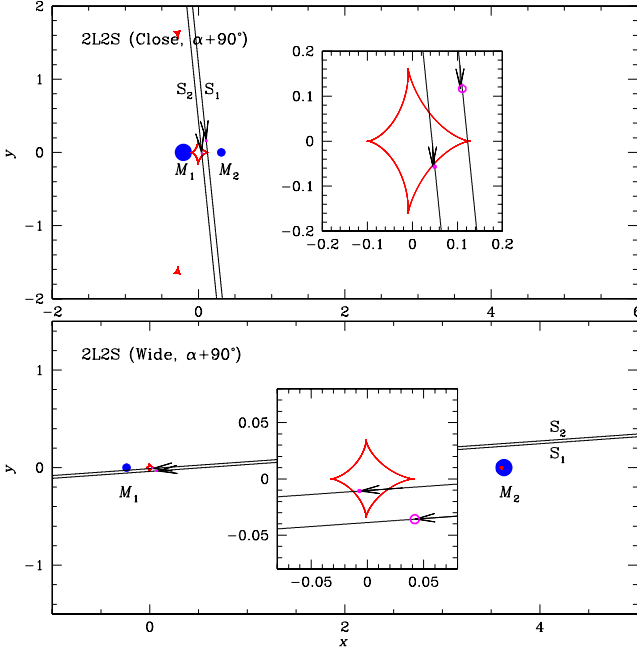 2
2L2S (Close, α+90°)
S₂ S₁
1
0.2
0.1
y
0
M₁ M₂
0
−0.1
−1
−0.2
−0.2 −0.1 0 0.1 0.2
−2
−2 0 2 4 6
2L2S (Wide, α+90°)
1
0.05
S₂
y
0
0
S₁
M₁
M₂
−0.05
−1
−0.05 0 0.05
0 2 4
x